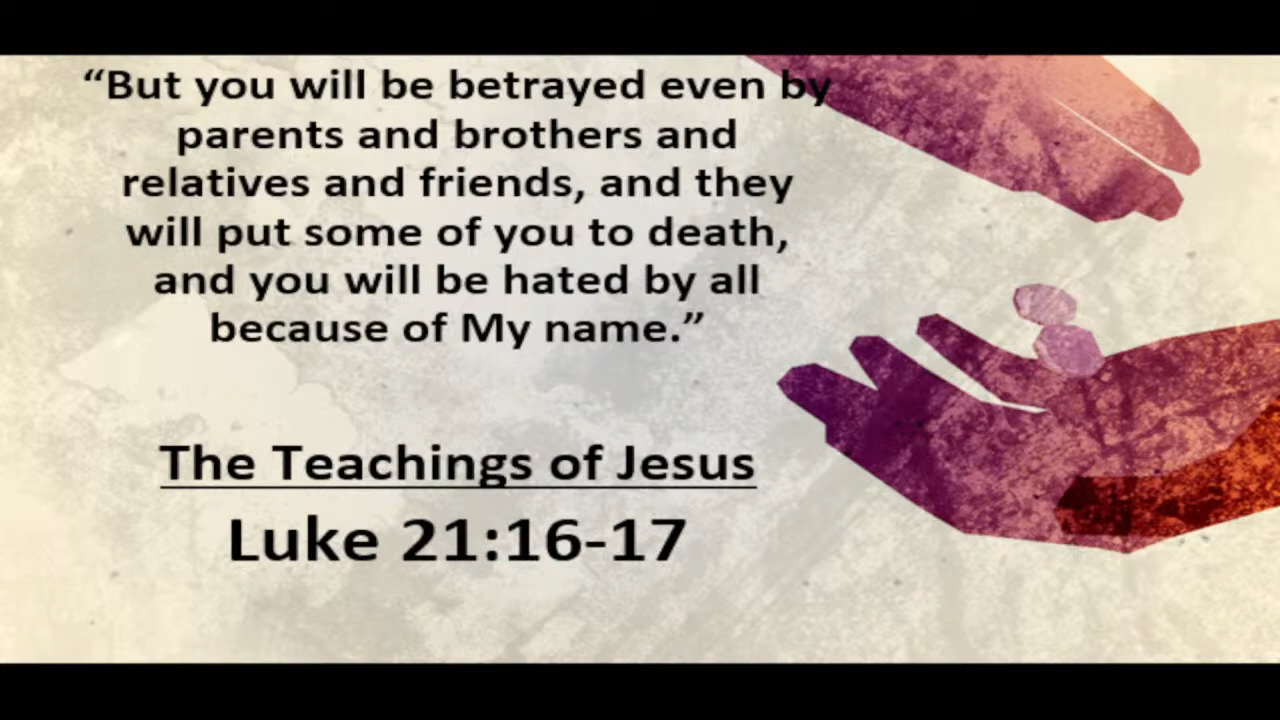 “But you will be betrayed even by
parents and brothers and
relatives and friends, and they
will put some of you to death,
and you will be hated by all
because of My name.”
The Teachings of Jesus
Luke 21:16-17